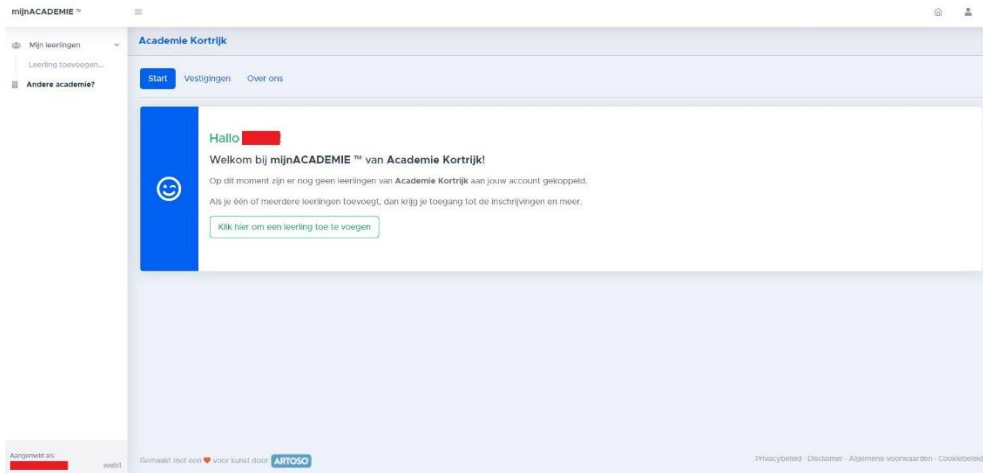 mijnACADEMIE ™
Mijn leerlingen
Leerling toevoegen...
Andere academie?
Academie Kortrijk
Start
Vestigingen
Over ons
Hallo
Welkom bij mijnACADEMIE ™ van Academie Kortrijk!
Op dit moment zijn er nog geen leerlingen van Academie Kortrijk aan jouw account gekoppeld.
Als je één of meerdere leerlingen toevoegt, dan krijg je toegang tot de inschrijvingen en meer.
Klik hier om een leerling toe te voegen
Aangemeld als:
web1
Gemaakt met een ❤ voor kunst door ARTOSO
Privacybeleid · Disclaimer · Algemene voorwaarden · Cookiebeleid